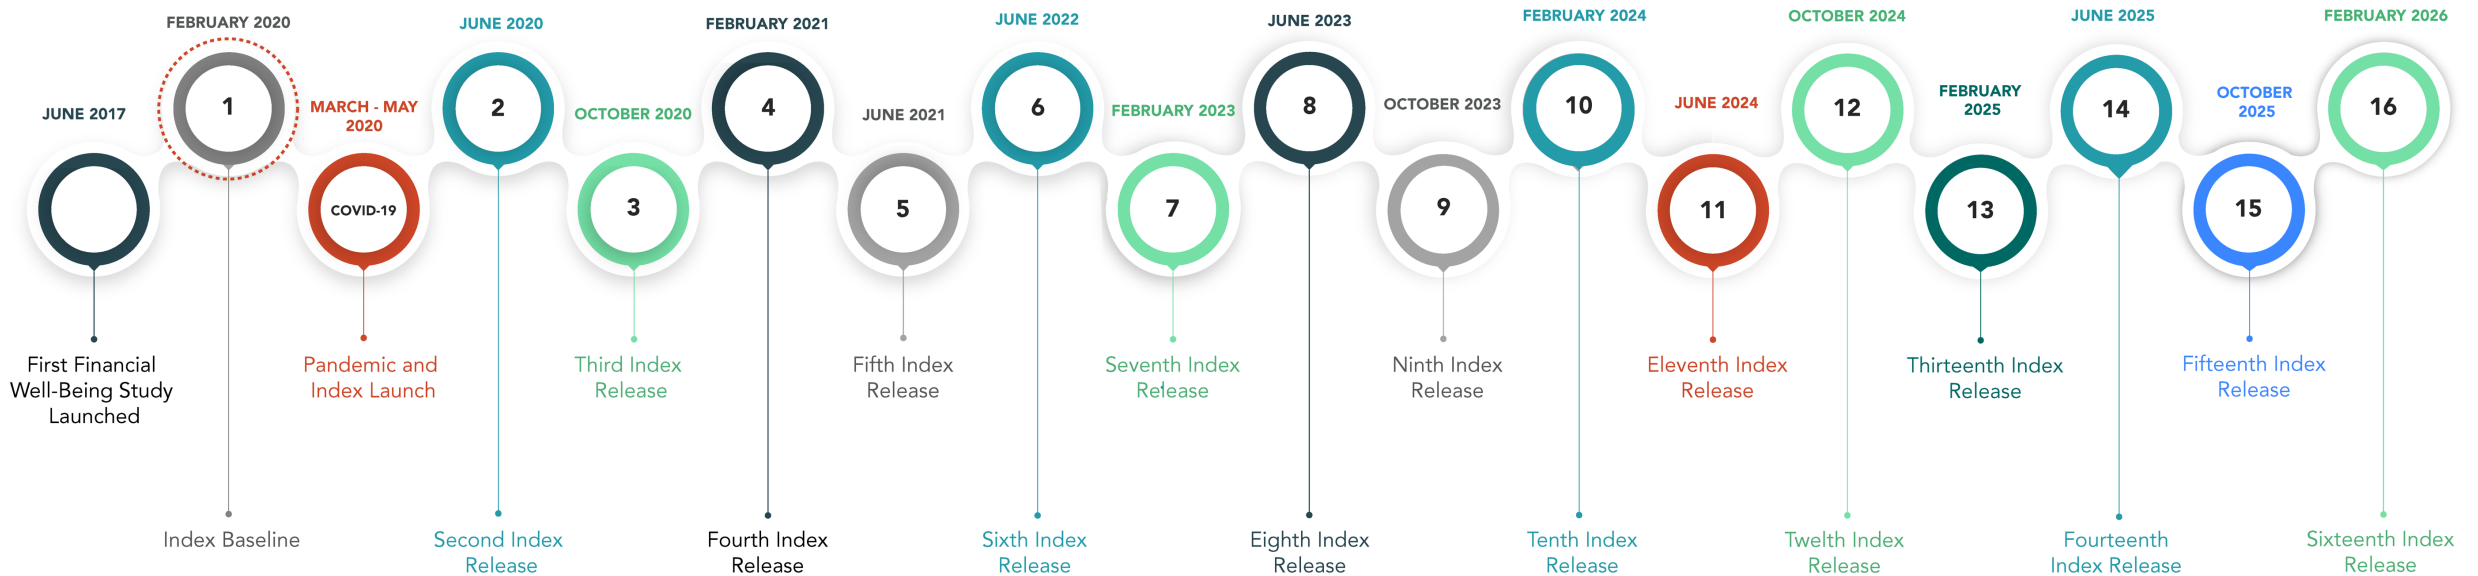 JUNE 2017
First Financial
Well-Being Study
Launched
FEBRUARY 2020
1
Index Baseline
MARCH - MAY
2020
COVID-19
Pandemic and
Index Launch
JUNE 2020
2
Second Index
Release
OCTOBER 2020
3
Third Index
Release
FEBRUARY 2021
4
Fourth Index
Release
JUNE 2021
5
Fifth Index
Release
JUNE 2022
6
Sixth Index
Release
FEBRUARY 2023
7
Seventh Index
Release
JUNE 2023
8
Eighth Index
Release
OCTOBER 2023
9
Ninth Index
Release
FEBRUARY 2024
10
Tenth Index
Release
JUNE 2024
11
Eleventh Index
Release
OCTOBER 2024
12
Twelth Index
Release
FEBRUARY
2025
13
Thirteenth Index
Release
JUNE 2025
14
Fourteenth
Index Release
OCTOBER
2025
15
Fifteenth Index
Release
FEBRUARY 2026
16
Sixteenth Index
Release